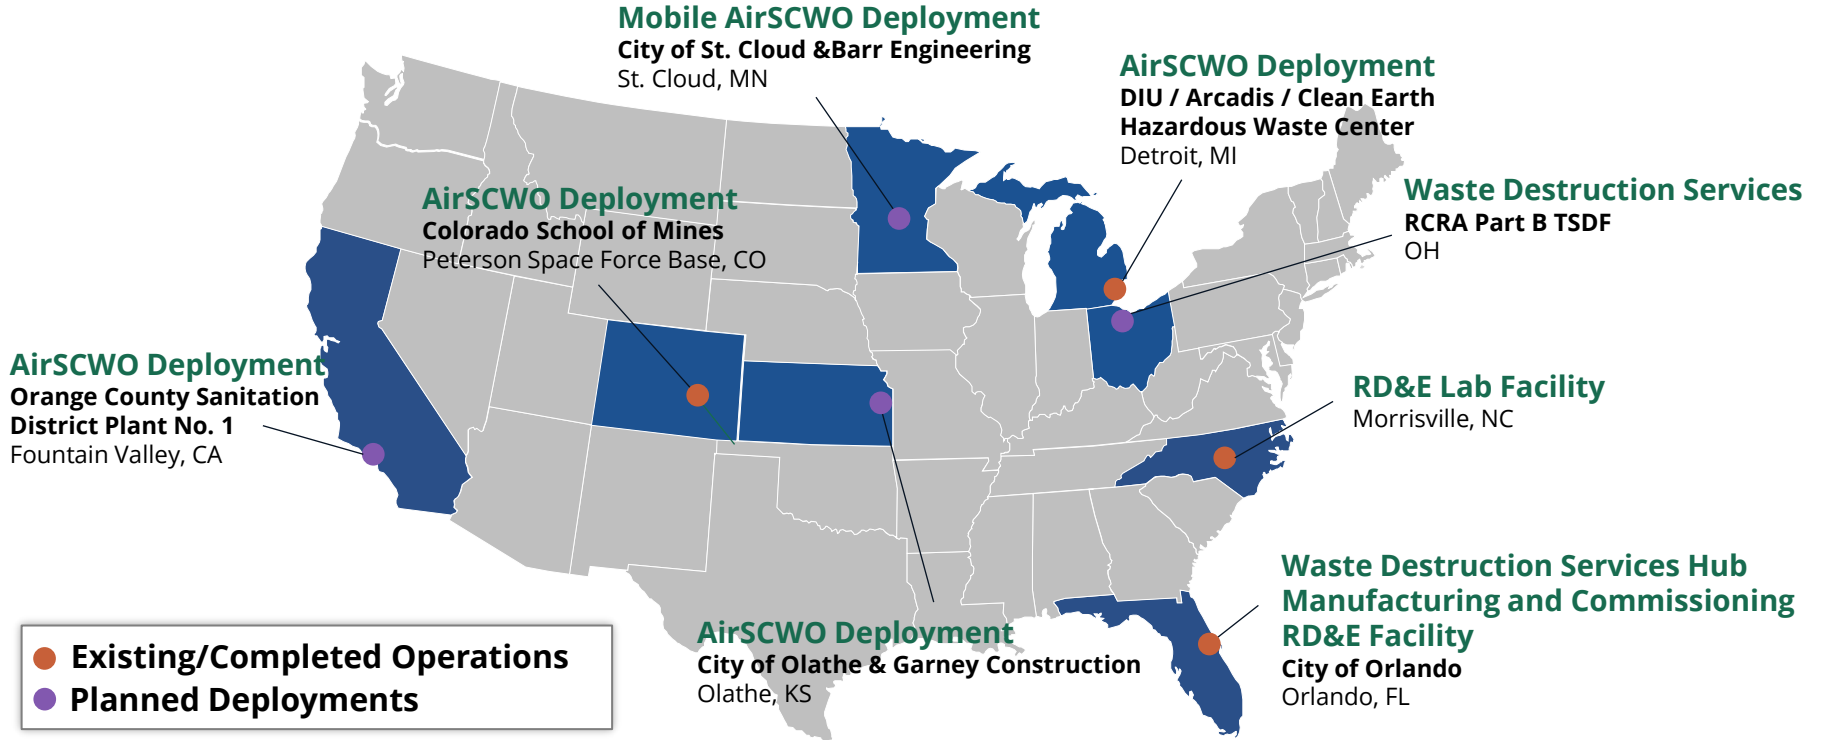 Mobile AirSCWO Deployment
City of St. Cloud &Barr Engineering
St. Cloud, MN
AirSCWO Deployment
DIU / Arcadis / Clean Earth
Hazardous Waste Center
Detroit, MI
Waste Destruction Services
RCRA Part B TSDF
OH
AirSCWO Deployment
Colorado School of Mines
Peterson Space Force Base, CO
AirSCWO Deployment
Orange County Sanitation
District Plant No. 1
Fountain Valley, CA
RD&E Lab Facility
Morrisville, NC
Waste Destruction Services Hub
Manufacturing and Commissioning
RD&E Facility
City of Orlando
Orlando, FL
AirSCWO Deployment
City of Olathe & Garney Construction
Olathe, KS
Existing/Completed Operations
Planned Deployments